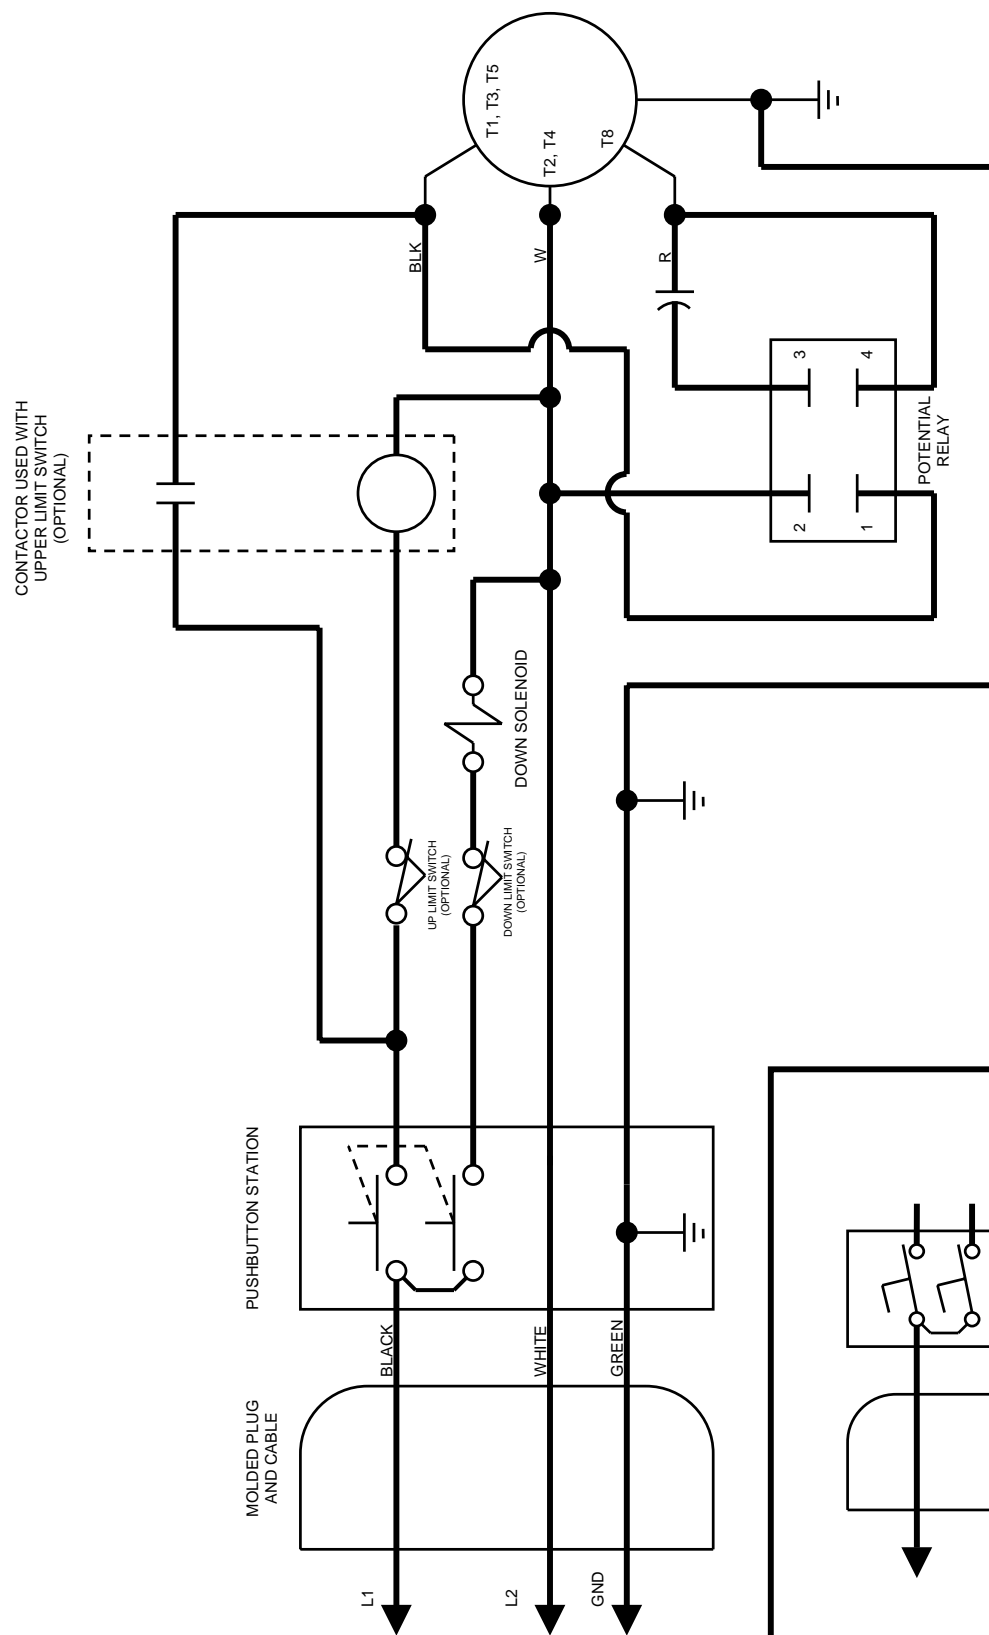 T1, T3, T5
T2, T4
T8
BLK
W
R
3
4
2
1
POTENTIAL
RELAY
CONTACTOR USED WITH
UPPER LIMIT SWITCH
(OPTIONAL)
DOWN SOLENOID
UP LIMIT SWITCH
(OPTIONAL)
DOWN LIMIT SWITCH
(OPTIONAL)
PUSHBUTTON STATION
BLACK
WHITE
GREEN
MOLDED PLUG
AND CABLE
L1
L2
GND